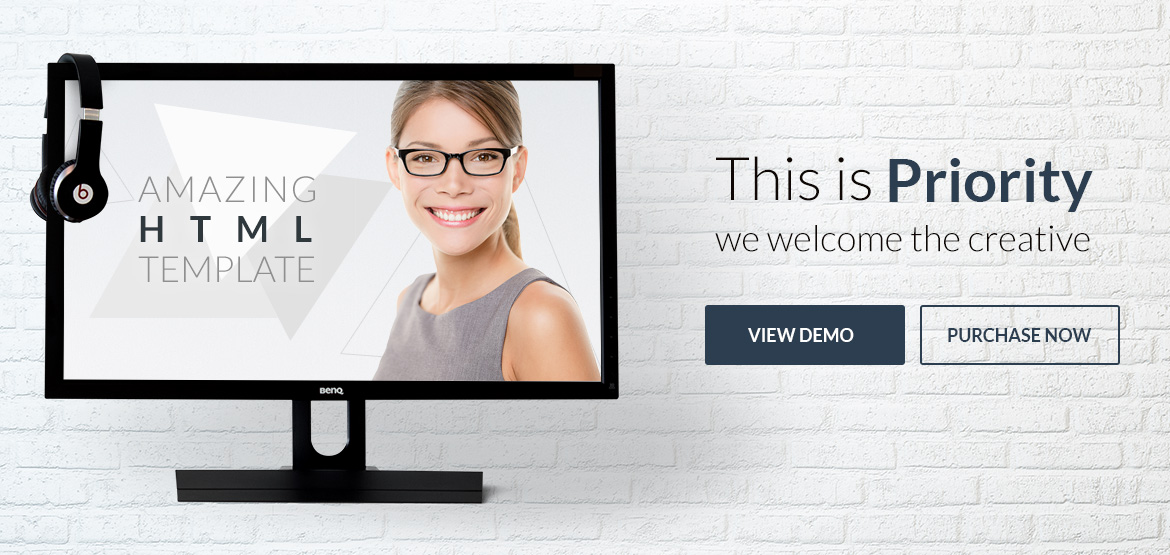 AMAZING
HTML
TEMPLATE
BenQ
b
This is Priority
we welcome the creative
VIEW DEMO
PURCHASE NOW